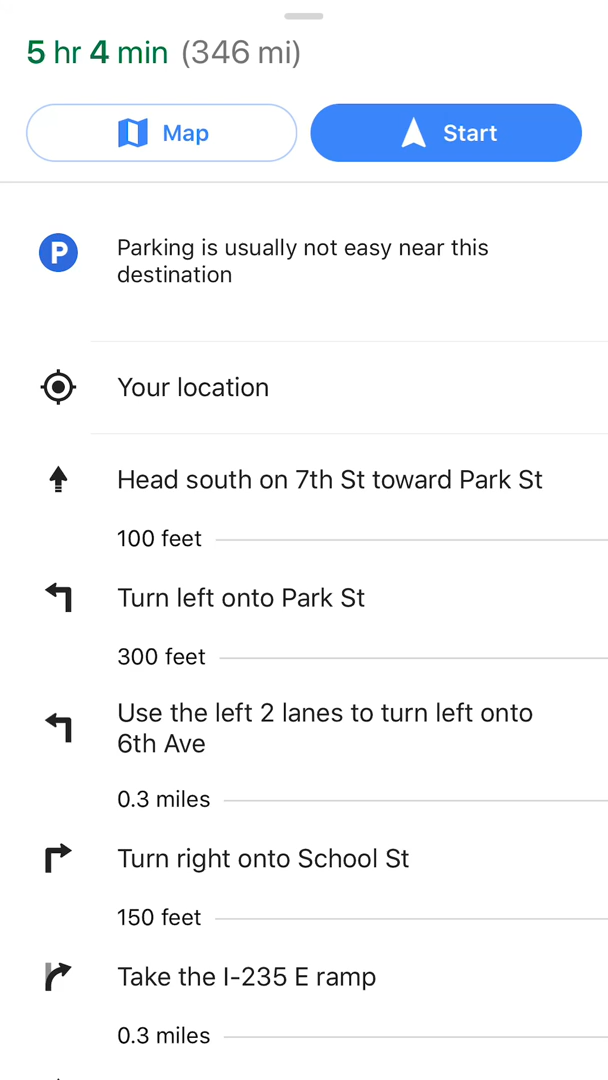 5 hr 4 min (346 mi)
Map
Start
P
Parking is usually not easy near this
destination
Your location
Head south on 7th St toward Park St
100 feet
Turn left onto Park St
300 feet
Use the left 2 lanes to turn left onto
6th Ave
0.3 miles
Turn right onto School St
150 feet
Take the I-235 E ramp
0.3 miles